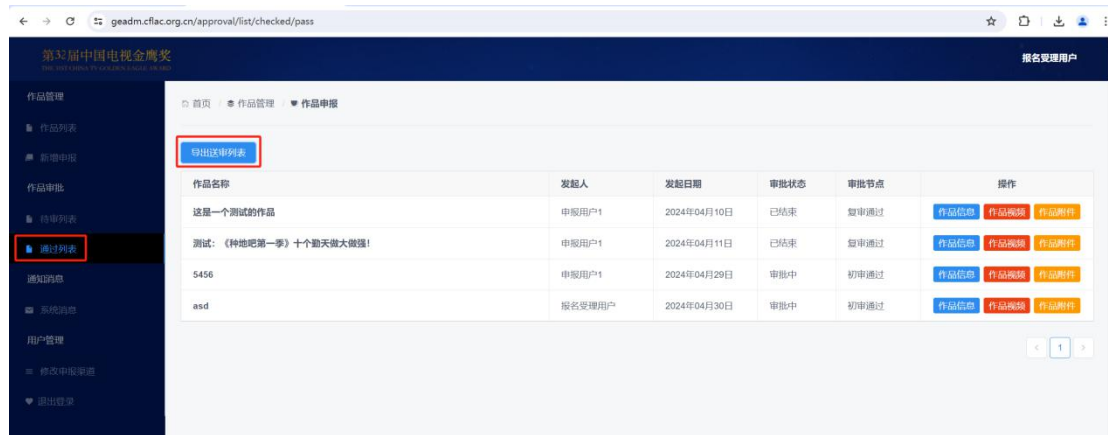 geadm.cflac.org.cn/approval/list/checked/pass
第32届中国电视金鹰奖
报名受理用户
作品管理
首页 / 作品管理 / 作品申报
作品列表
新增申报
导出送审列表
作品审批
作品名称 发起人 发起日期 审批状态 审批节点 操作
待审列表
这是一个测试的作品 申报用户1 2024年04月10日 已结束 复审通过 作品信息 作品视频 作品附件
通过列表
测试：《种地吧第一季》十个勤天做大做强! 申报用户1 2024年04月11日 已结束 复审通过 作品信息 作品视频 作品附件
通知消息
5456 申报用户1 2024年04月29日 审批中 初审通过 作品信息 作品视频 作品附件
系统消息
asd 报名受理用户 2024年04月30日 审批中 初审通过 作品信息 作品视频 作品附件
用户管理
< 1 >
修改申报渠道
退出登录